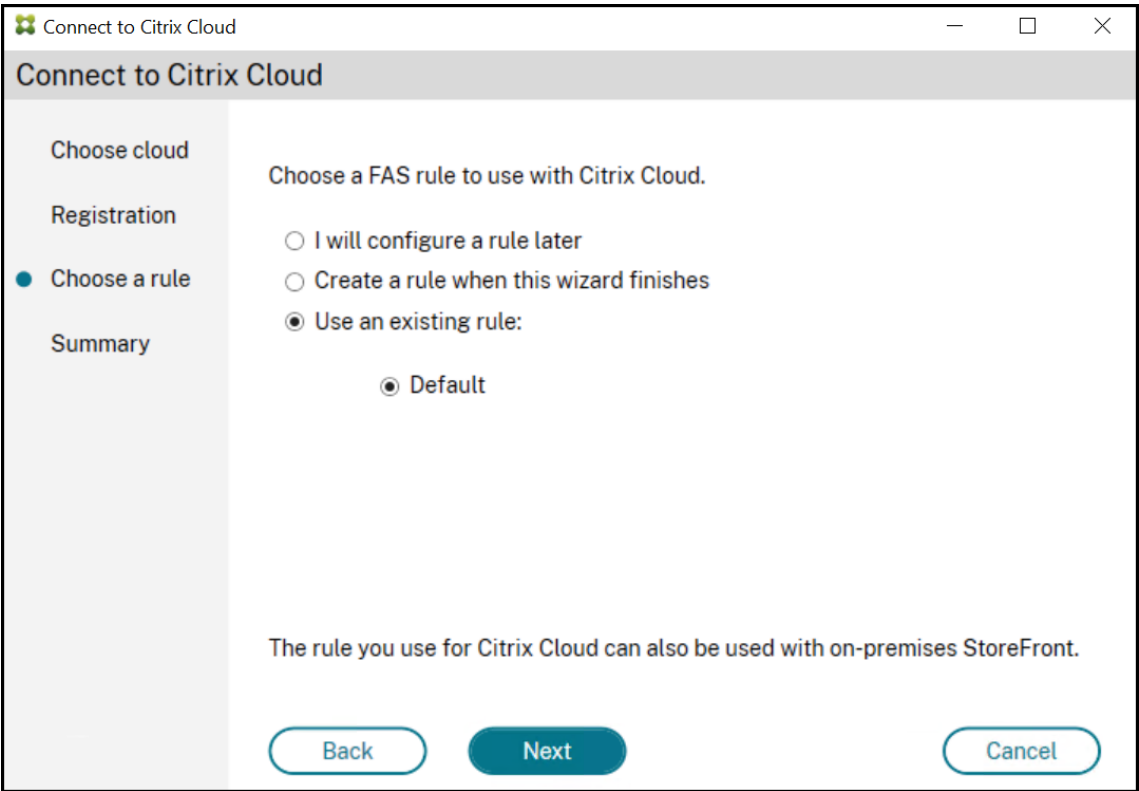 Connect to Citrix Cloud
Connect to Citrix Cloud
Choose cloud
Registration
Choose a rule
Summary
Choose a FAS rule to use with Citrix Cloud.
I will configure a rule later
Create a rule when this wizard finishes
Use an existing rule:
Default
The rule you use for Citrix Cloud can also be used with on-premises StoreFront.
Back
Next
Cancel